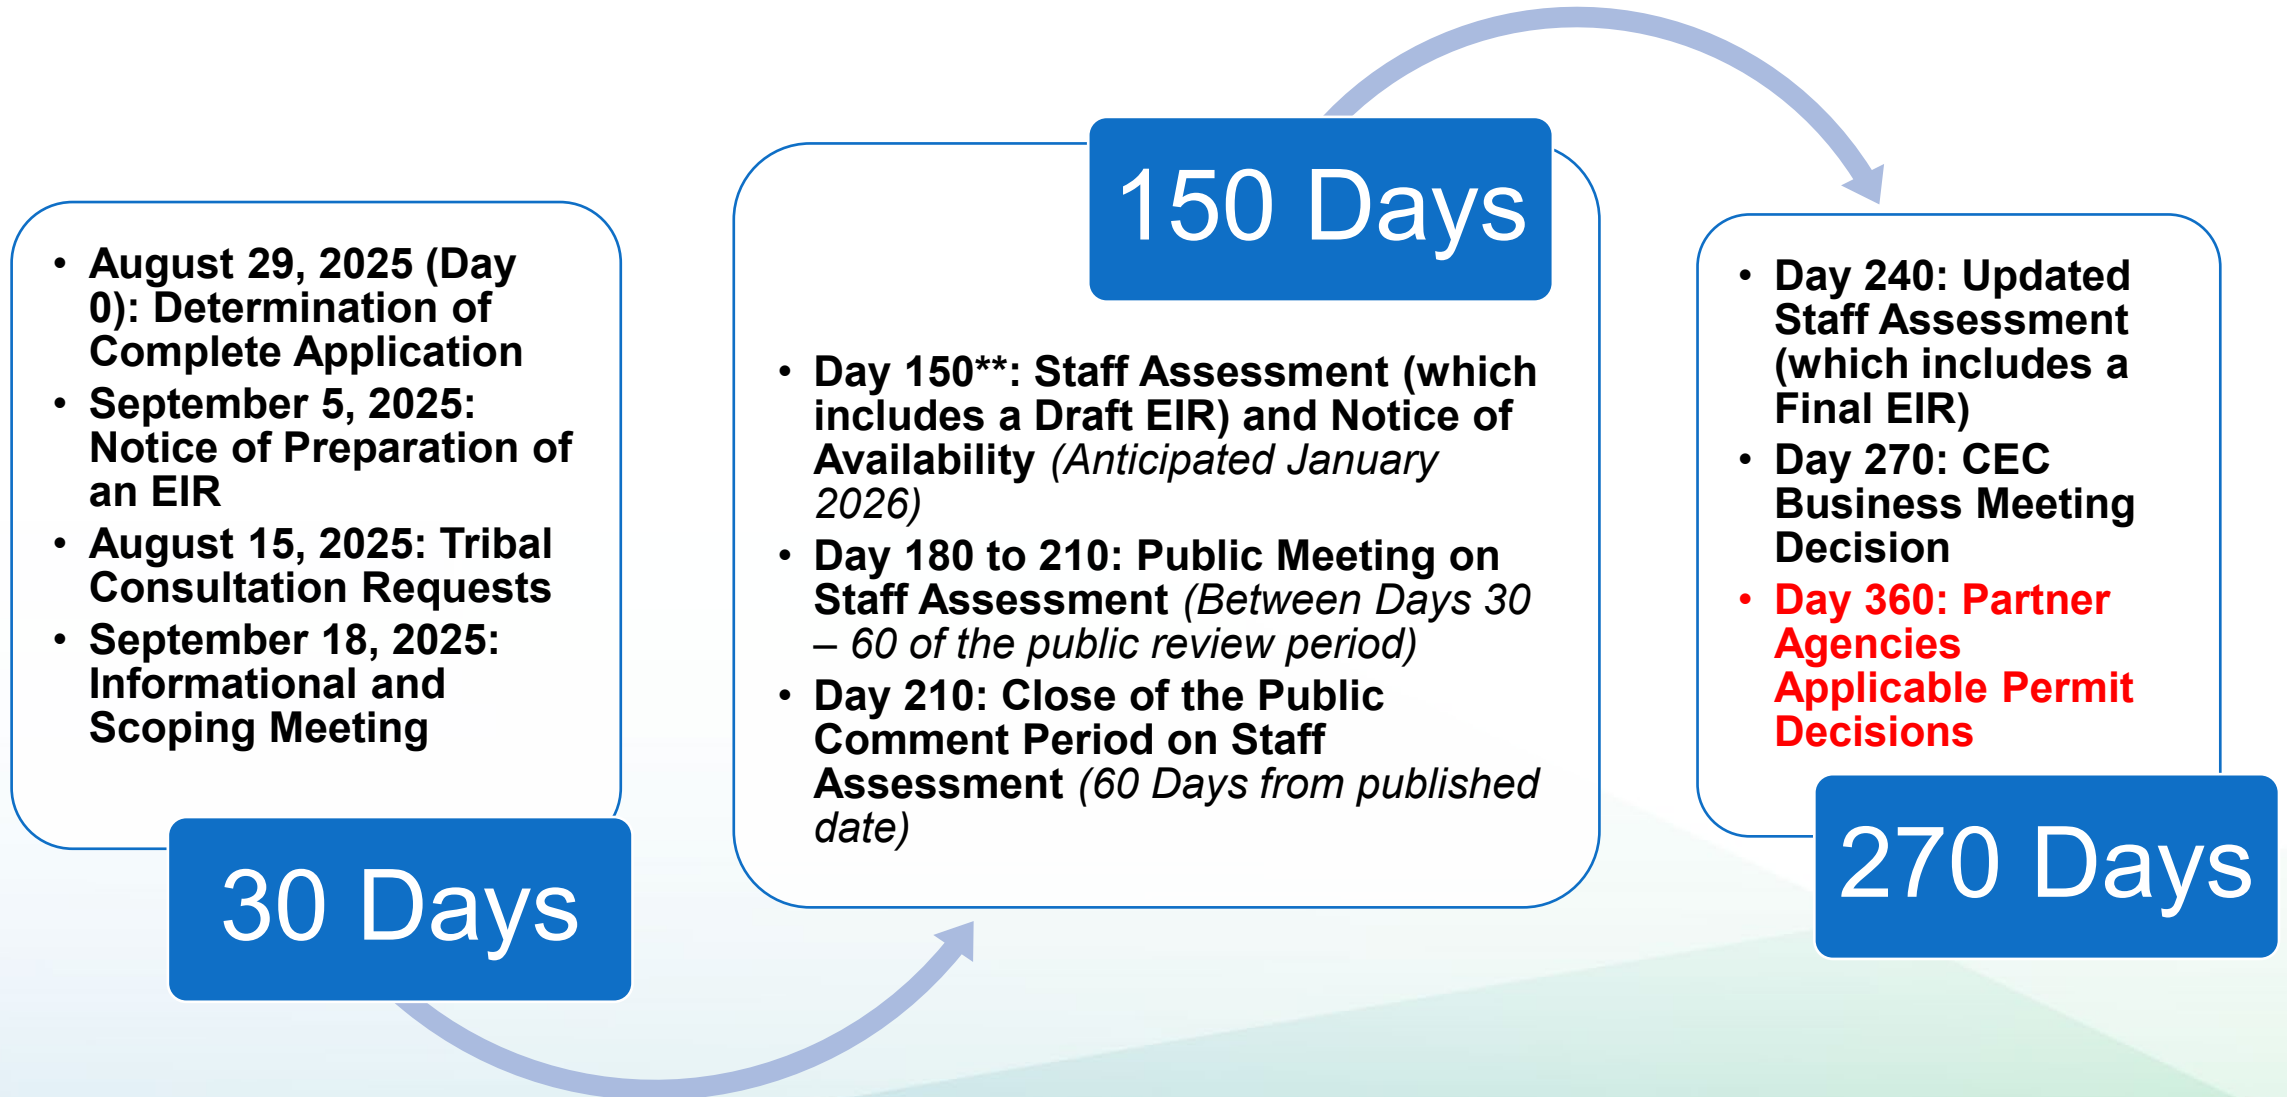 • August 29, 2025 (Day
0): Determination of
Complete Application
• September 5, 2025:
Notice of Preparation of
an EIR
• August 15, 2025: Tribal
Consultation Requests
• September 18, 2025:
Informational and
Scoping Meeting
30 Days
150 Days
• Day 150**: Staff Assessment (which
includes a Draft EIR) and Notice of
Availability (Anticipated January
2026)
• Day 180 to 210: Public Meeting on
Staff Assessment (Between Days 30
– 60 of the public review period)
• Day 210: Close of the Public
Comment Period on Staff
Assessment (60 Days from published
date)
• Day 240: Updated
Staff Assessment
(which includes a
Final EIR)
• Day 270: CEC
Business Meeting
Decision
• Day 360: Partner
Agencies
Applicable Permit
Decisions
270 Days